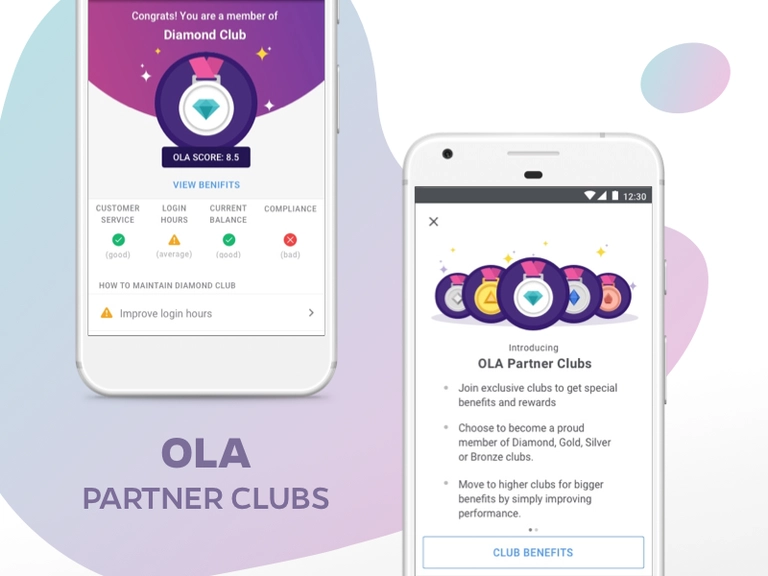 Congrats! You are a member of
Diamond Club
OLA SCORE: 8.5
VIEW BENIFITS
CUSTOMER SERVICE
(good)
LOGIN HOURS
(average)
CURRENT BALANCE
(good)
COMPLIANCE
(bad)
HOW TO MAINTAIN DIAMOND CLUB
Improve login hours
OLA
PARTNER CLUBS
12:30
Introducing
OLA Partner Clubs
Join exclusive clubs to get special
benefits and rewards
Choose to become a proud
member of Diamond, Gold, Silver
or Bronze clubs.
Move to higher clubs for bigger
benefits by simply improving
performance.
CLUB BENEFITS